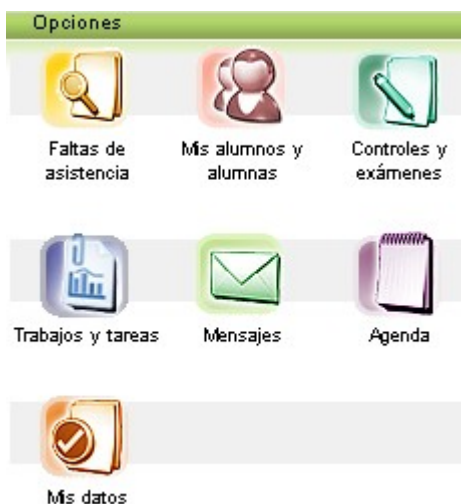 Opciones
Faltas de
asistencia
Mis alumnos y
alumnas
Controles y
exámenes
Trabajos y tareas
Mensajes
Agenda
Mis datos